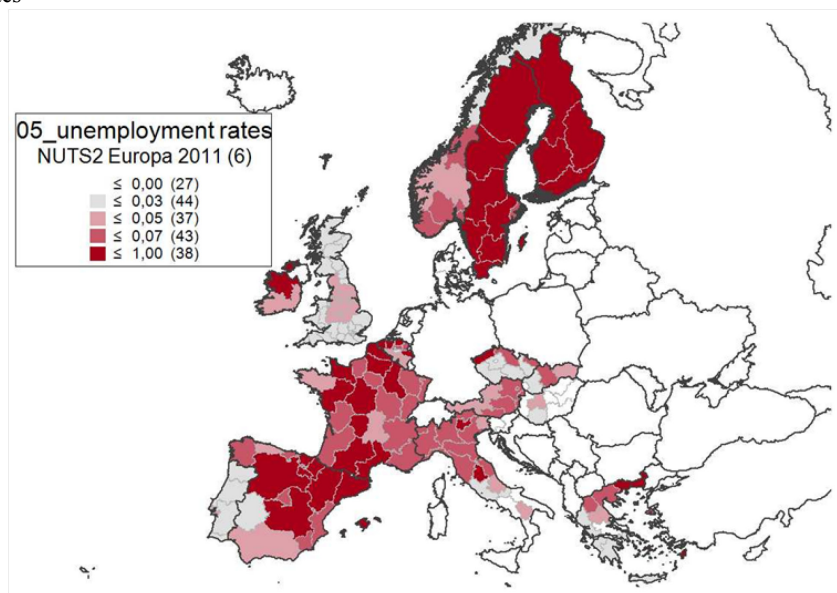 05_unemployment rates
NUTS2 Europa 2011 (6)
≤ 0,00 (27)
≤ 0,03 (44)
≤ 0,05 (37)
≤ 0,07 (43)
≤ 1,00 (38)